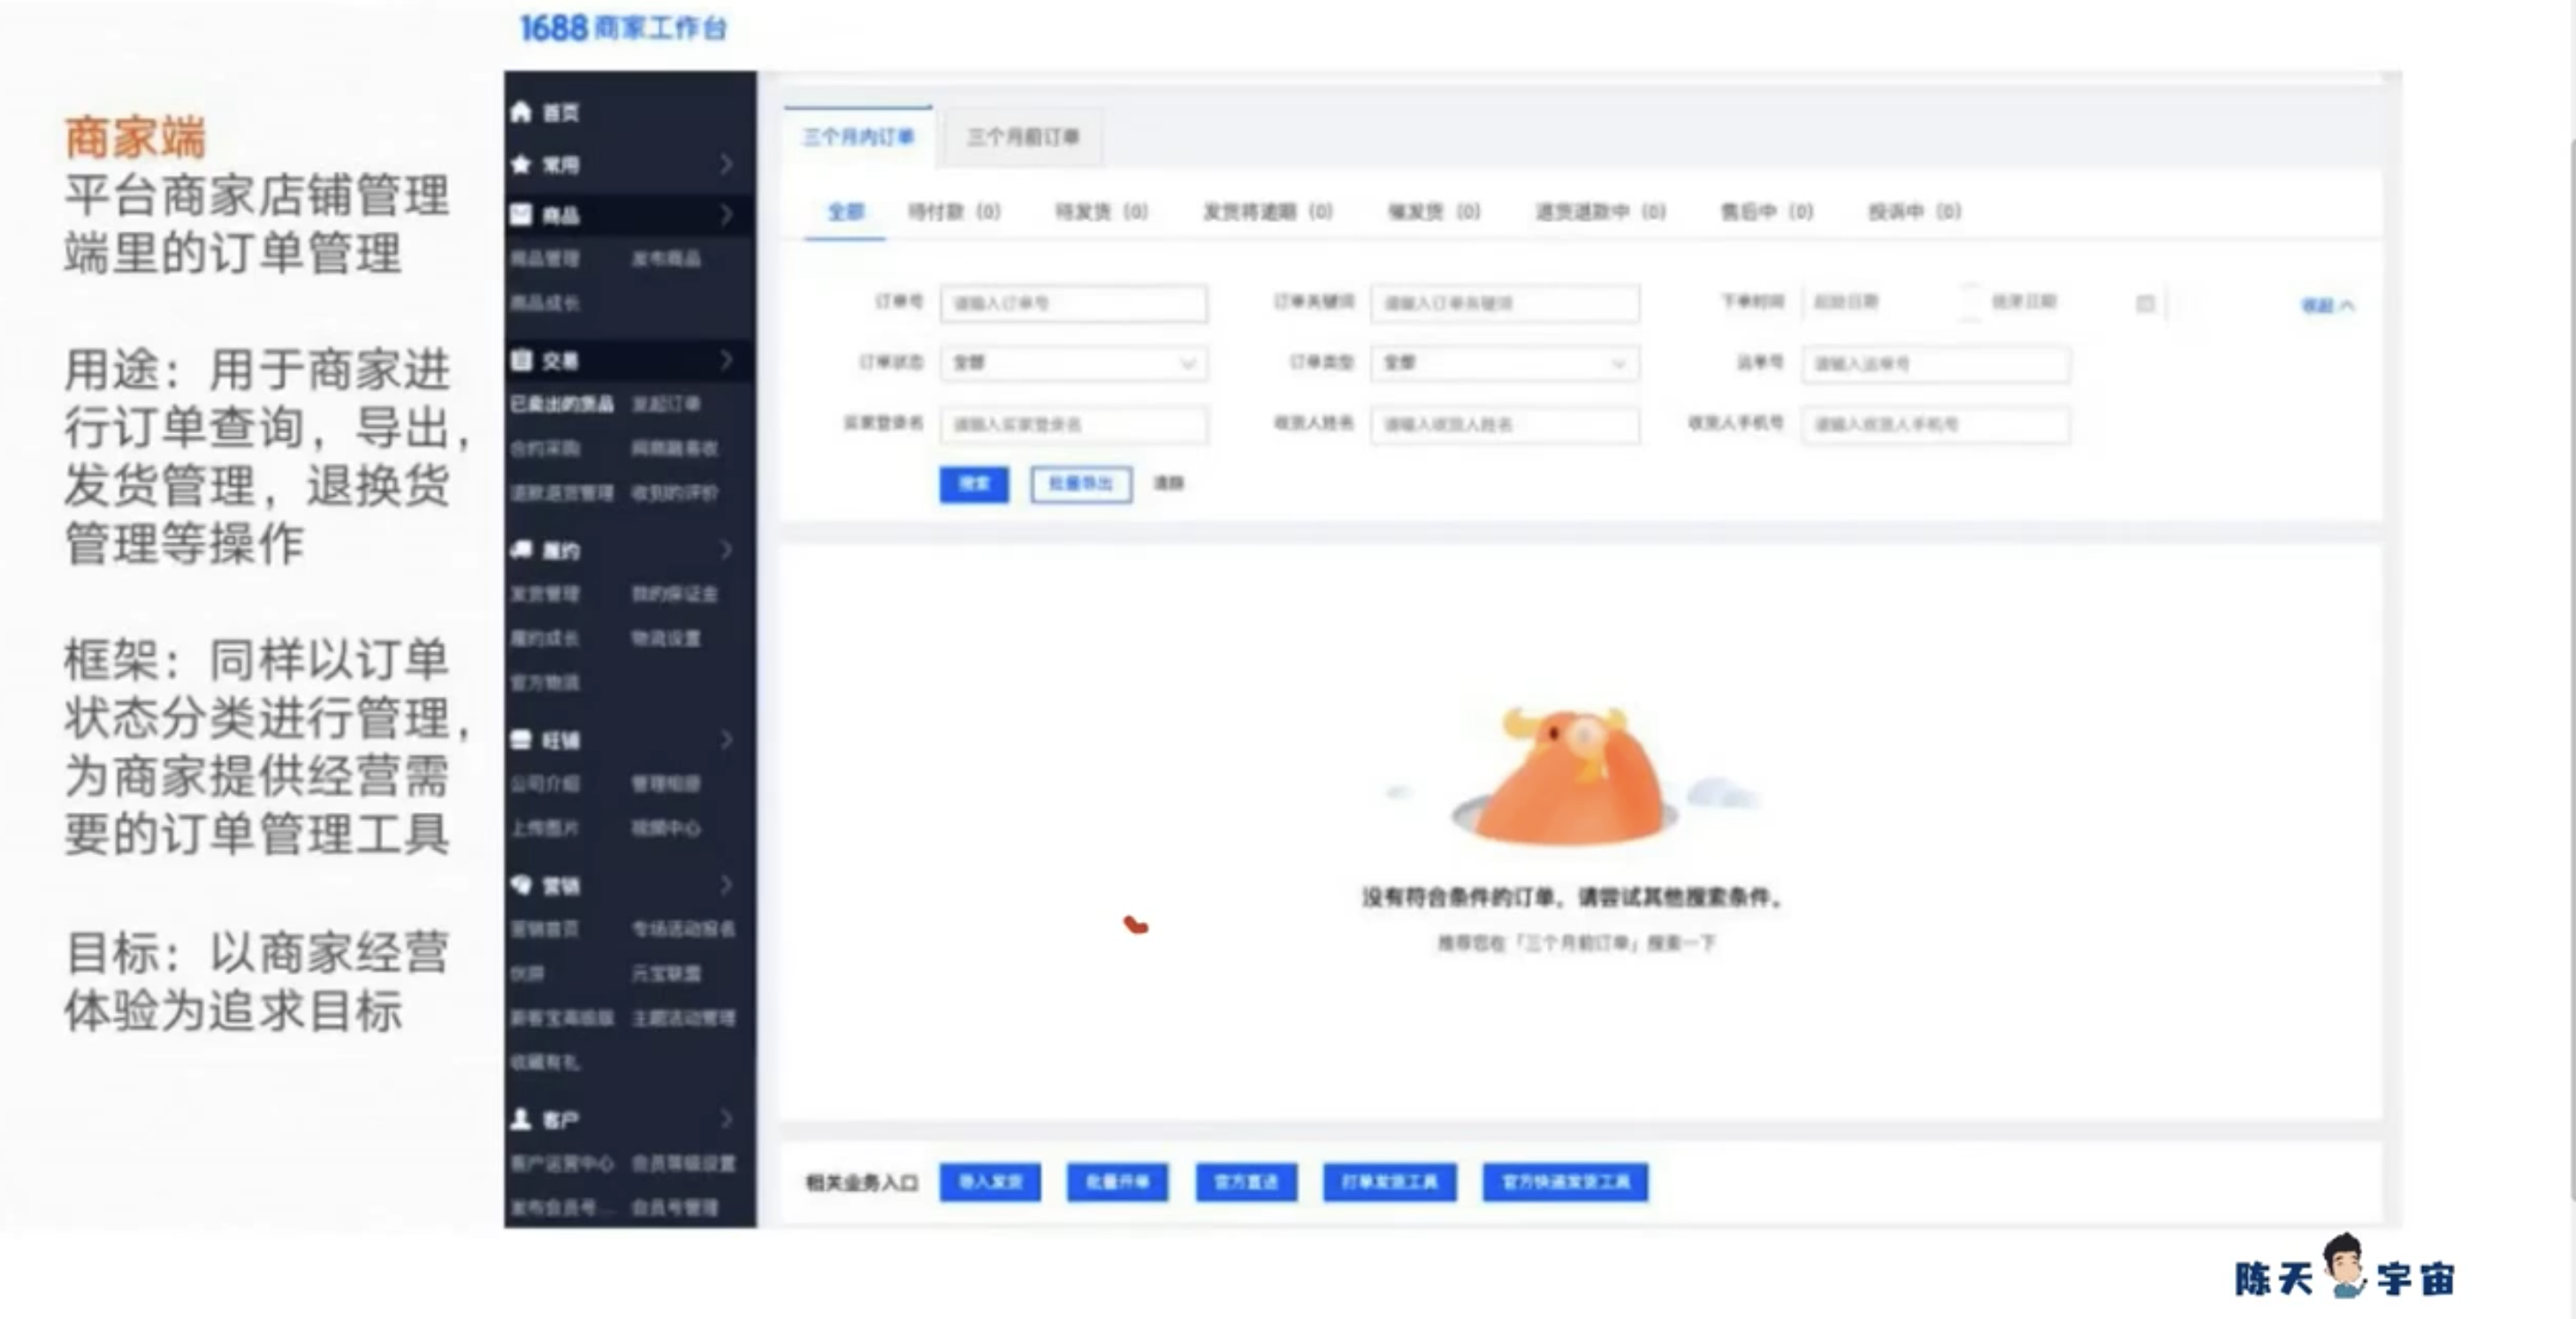 1688商家工作台
商家端
平台商家店铺管理
端里的订单管理
用途：用于商家进
行订单查询，导出，
发货管理，退换货
管理等操作
框架：同样以订单
状态分类进行管理，
为商家提供经营需
要的订单管理工具
目标：以商家经营
体验为追求目标
首页
常用
商品
商品管理 发布商品
商品成长
交易
已卖出的货品 发起订单
合约采购
退款退货管理 收到的评价
履约
发货管理 我的保证金
履约成长 物流设置
官方物流
旺铺
公司介绍 管理相册
上传图片 视频中心
营销
营销首页 专场活动报名
伙拼 元宝联盟
新客宝高级版 主题活动管理
收藏有礼
客户
客户运营中心 会员等级设置
发布会员号... 会员号管理
三个月内订单 三个月前订单
全部 待付款 (0) 待发货 (0) 发货将逾期 (0) 催发货 (0) 退货退款中 (0) 售后中 (0) 投诉中 (0)
订单号 请输入订单号 订单关键词 请输入订单关键词 下单时间 起始日期 结束日期 收起
订单状态 全部 订单类型 全部 运单号 请输入运单号
买家登录名 请输入买家登录名 收货人姓名 请输入收货人姓名 收货人手机号 请输入收货人手机号
搜索 批量导出 清除
没有符合条件的订单，请尝试其他搜索条件。
推荐您在「三个月前订单」搜索一下
相关业务入口 导入发货 批量开单 官方直送 打单发货工具 官方快递发货工具
陈天宇宙